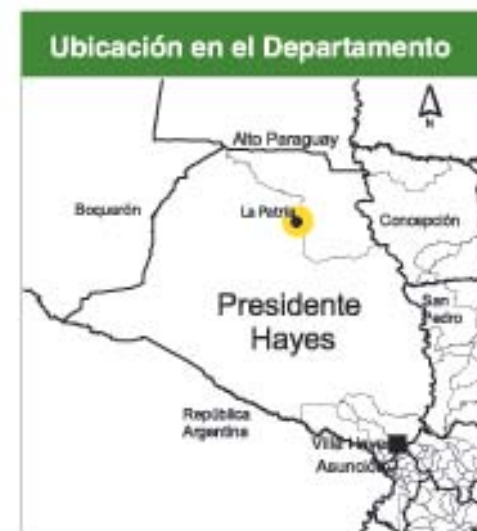 Ubicación en el Departamento
N
Alto Paraguay
Boquerón
La Patria
Concepción
Presidente
Hayes
San
Pedro
República
Argentina
Villa Hayes
Asunción